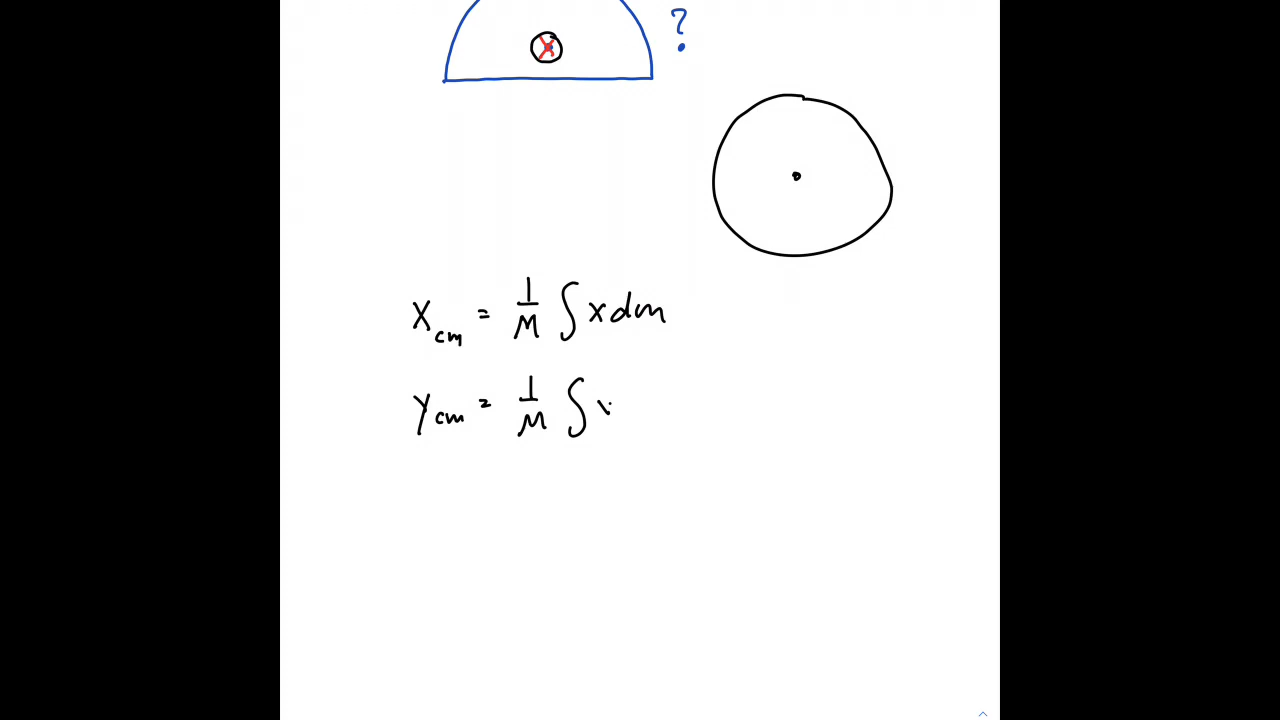 ?
X_cm = 1/M ∫ x dm
Y_cm = 1/M ∫